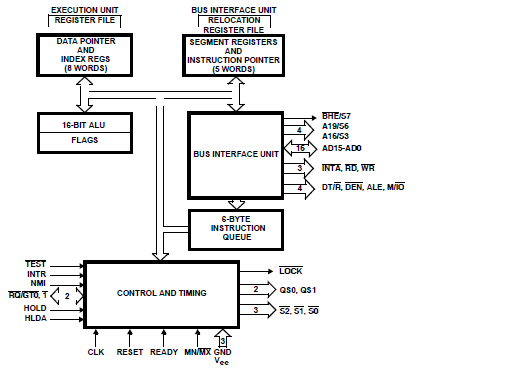 EXECUTION UNIT
REGISTER FILE
BUS INTERFACE UNIT
RELOCATION
REGISTER FILE
DATA POINTER
AND
INDEX REGS
(8 WORDS)
SEGMENT REGISTERS
AND
INSTRUCTION POINTER
(5 WORDS)
16-BIT ALU
FLAGS
BUS INTERFACE UNIT
BHE/S7
4
A19/S6
A16/S3
16
AD15-AD0
3
INTA, RD, WR
4
DT/R, DEN, ALE, M/IO
6-BYTE
INSTRUCTION
QUEUE
TEST
INTR
NMI
RQ/GT0, 1
2
HOLD
HLDA
CONTROL AND TIMING
LOCK
2
QS0, QS1
3
S2, S1, S0
3
CLK
RESET
READY
MN/MX
GND
Vcc